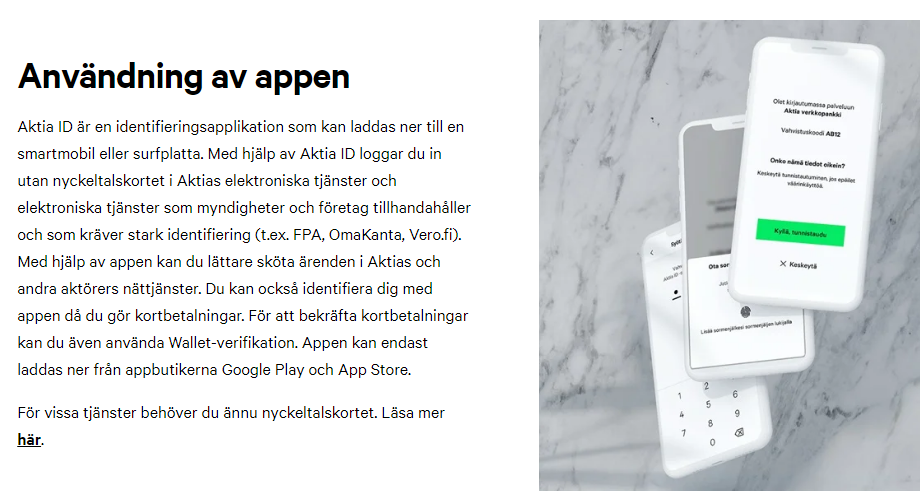 Användning av appen
Aktia ID är en identifieringsapplikation som kan laddas ner till en
smartmobil eller surfplatta. Med hjälp av Aktia ID loggar du in
utan nyckeltalskortet i Aktias elektroniska tjänster och
elektroniska tjänster som myndigheter och företag tillhandahåller
och som kräver stark identifiering (t.ex. FPA, OmaKanta, Vero.fi).
Med hjälp av appen kan du lättare sköta ärenden i Aktias och
andra aktörers nättjänster. Du kan också identifiera dig med
appen då du gör kortbetalningar. För att bekräfta kortbetalningar
kan du även använda Wallet-verifikation. Appen kan endast
laddas ner från appbutikerna Google Play och App Store.
För vissa tjänster behöver du ännu nyckeltalskortet. Läsa mer
här.
Olet kirjautumassa palveluun
Aktia verkkopankki
Vahvistuskoodi AB12
Onko nämä tiedot oikein?
Keskeytä tunnistautuminen, jos epäilet
väärinkäyttöä.
Kyllä, tunnistaudu
Keskeytä
Ota sor
Lisää sormenjälkesi sormenjäljen lukijalla
1 2 3
4 5 6
7 8 9
0